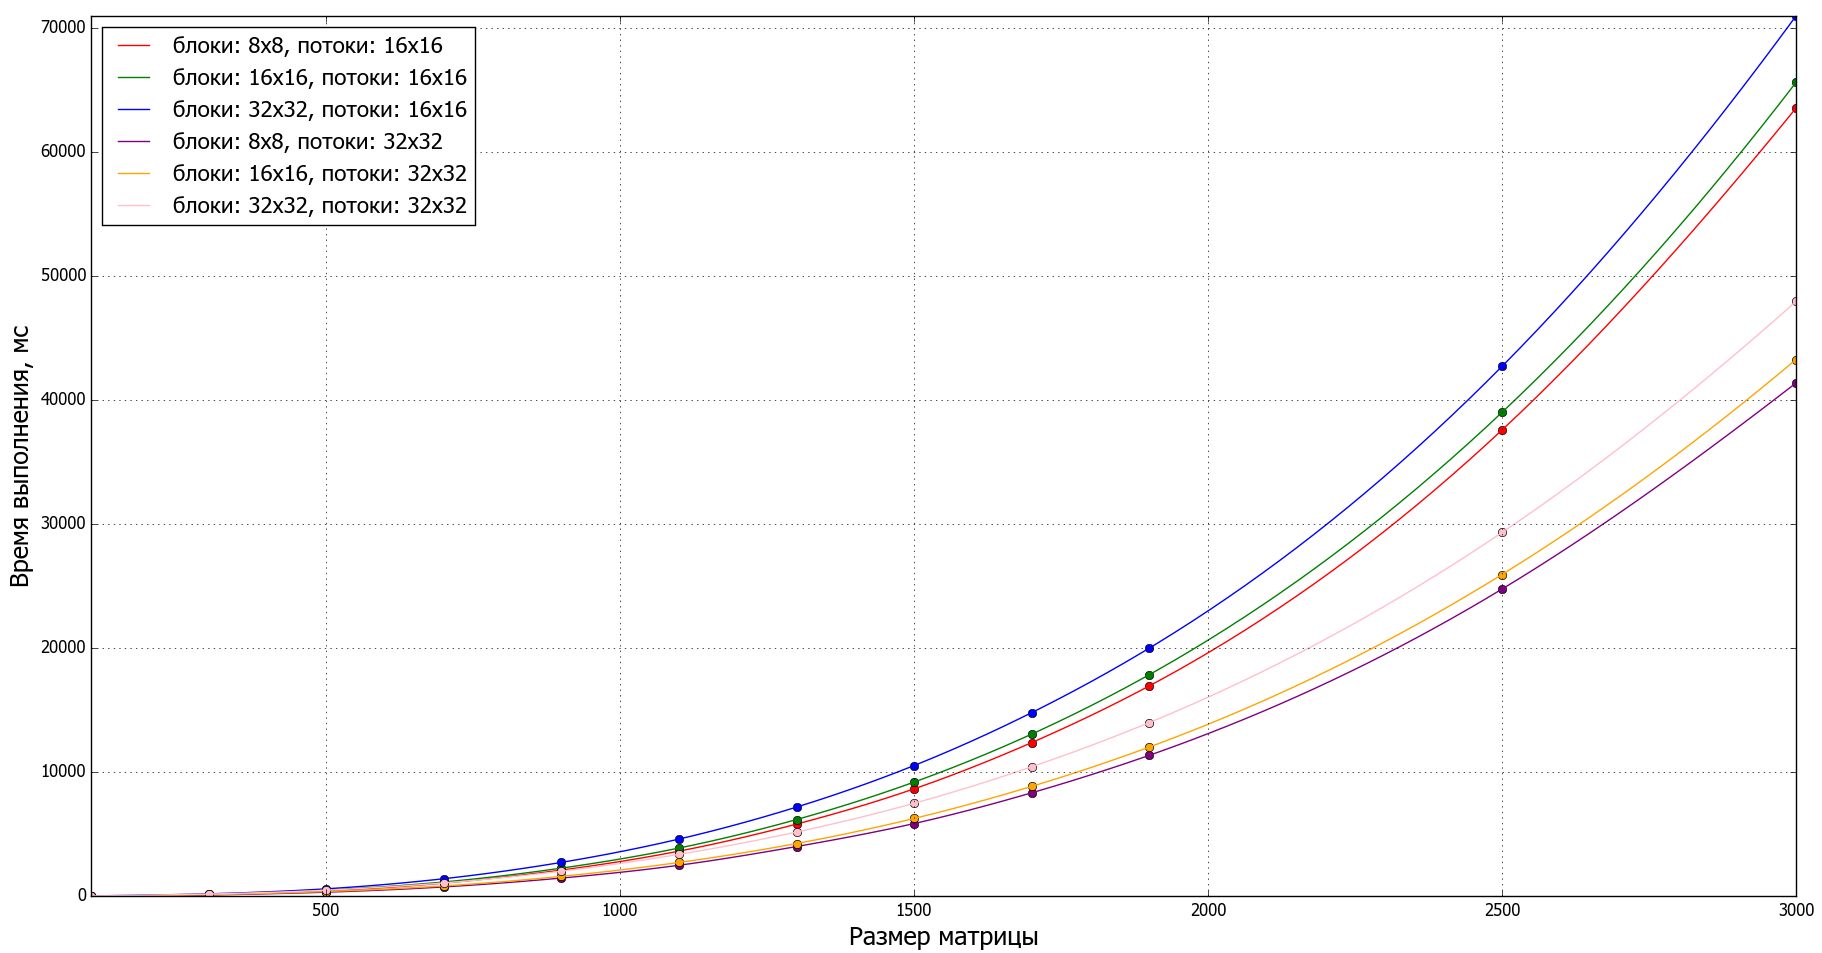 70000
60000
50000
40000
30000
20000
10000
0
Время выполнения, мс
блоки: 8x8, потоки: 16x16
блоки: 16x16, потоки: 16x16
блоки: 32x32, потоки: 16x16
блоки: 8x8, потоки: 32x32
блоки: 16x16, потоки: 32x32
блоки: 32x32, потоки: 32x32
500 1000 1500 2000 2500 3000
Размер матрицы